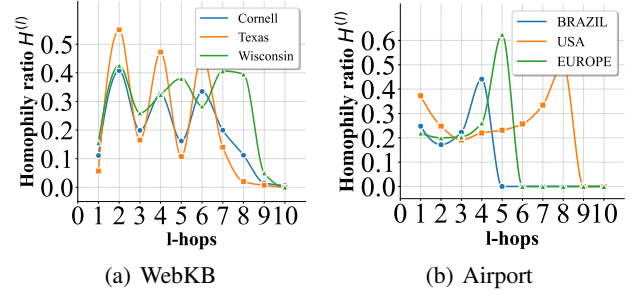 Homophily ratio H^(l)
0.5
0.4
0.3
0.2
0.1
0.0
Cornell
Texas
Wisconsin
0 1 2 3 4 5 6 7 8 9 10
l-hops
(a) WebKB
Homophily ratio H^(l)
0.6
0.5
0.4
0.3
0.2
0.1
0.0
BRAZIL
USA
EUROPE
0 1 2 3 4 5 6 7 8 9 10
l-hops
(b) Airport